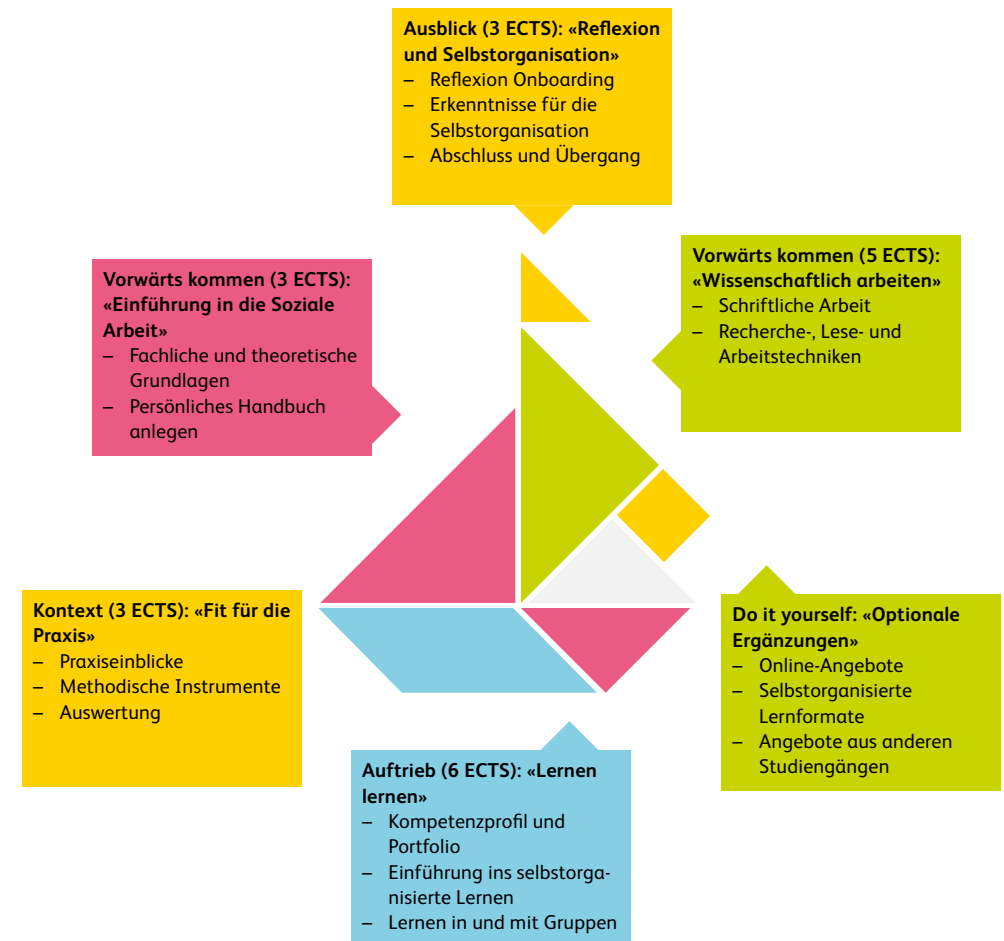 Ausblick (3 ECTS): «Reflexion
und Selbstorganisation»
– Reflexion Onboarding
– Erkenntnisse für die
Selbstorganisation
– Abschluss und Übergang
Vorwärts kommen (3 ECTS):
«Einführung in die Soziale
Arbeit»
– Fachliche und theoretische
Grundlagen
– Persönliches Handbuch
anlegen
Vorwärts kommen (5 ECTS):
«Wissenschaftlich arbeiten»
– Schriftliche Arbeit
– Recherche-, Lese- und
Arbeitstechniken
Kontext (3 ECTS): «Fit für die
Praxis»
– Praxiseinblicke
– Methodische Instrumente
– Auswertung
Do it yourself: «Optionale
Ergänzungen»
– Online-Angebote
– Selbstorganisierte
Lernformate
– Angebote aus anderen
Studiengängen
Auftrieb (6 ECTS): «Lernen
lernen»
– Kompetenzprofil und
Portfolio
– Einführung ins selbstorga-
nisierte Lernen
– Lernen in und mit Gruppen